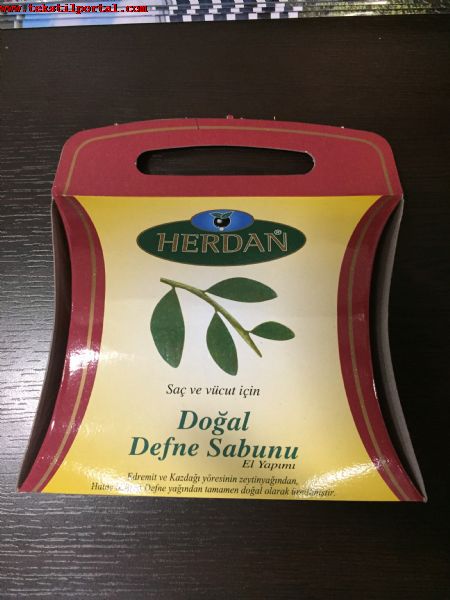 www.tekstilportal.com
HERDAN®
Saç ve vücut için
Doğal
Defne Sabunu
El Yapımı
Edremit ve Kazdağı yöresinin zeytinyağından,
Defne yağından tamamen doğal olarak üretilmiştir.